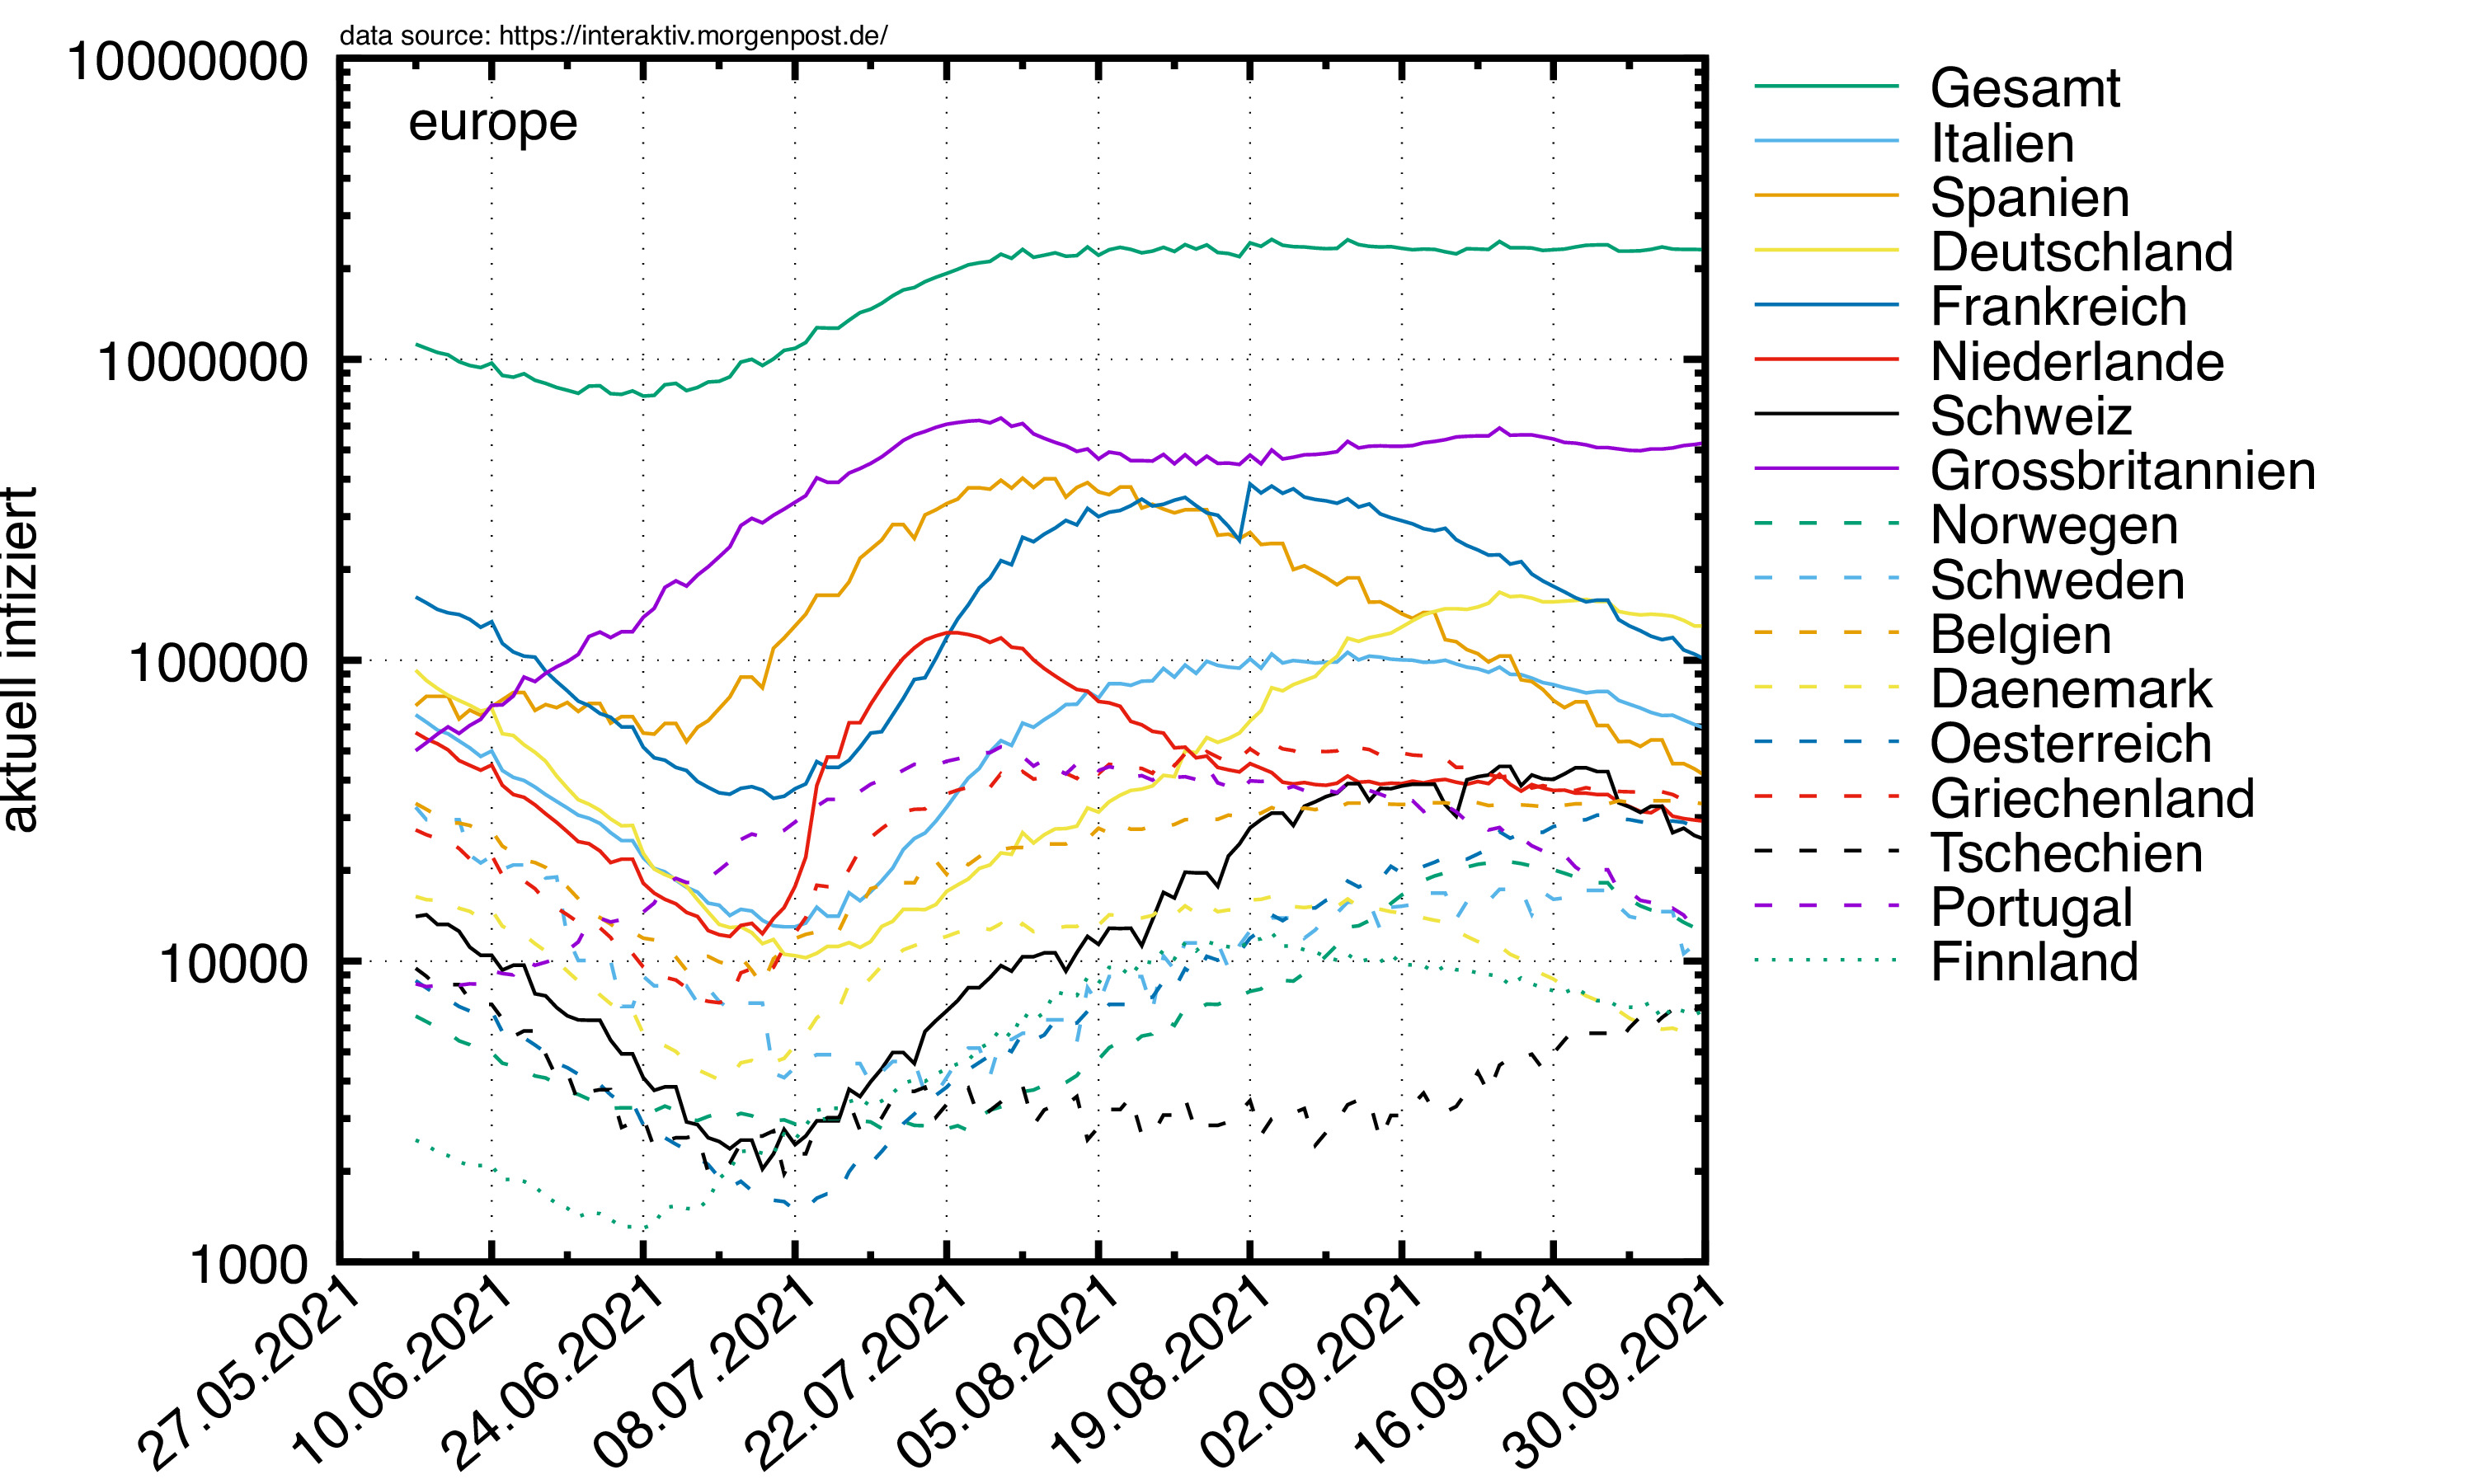 data source: https://interaktiv.morgenpost.de/
europe
aktuell infiziert
10000000
1000000
100000
10000
1000
27.05.2021
10.06.2021
24.06.2021
08.07.2021
22.07.2021
05.08.2021
19.08.2021
02.09.2021
16.09.2021
30.09.2021
Gesamt
Italien
Spanien
Deutschland
Frankreich
Niederlande
Schweiz
Grossbritannien
Norwegen
Schweden
Belgien
Daenemark
Oesterreich
Griechenland
Tschechien
Portugal
Finnland